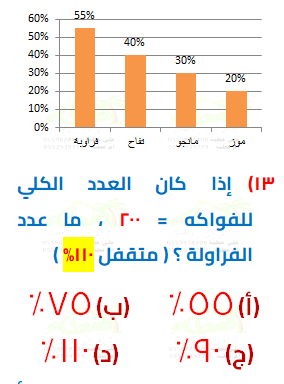 60%
50%
40%
30%
20%
10%
0%
55%
40%
30%
20%
فراوبة
تفاح
مانجو
موز
١٣) إذا كان العدد الكلي
للفواكه = ٢٠٠ ، ما عدد
الفراولة ؟ ( متقفل ١١٠% )
(أ) ٥٥٪ (ب) ٧٥٪
(ج) ٩٠٪ (د) ١١٠٪